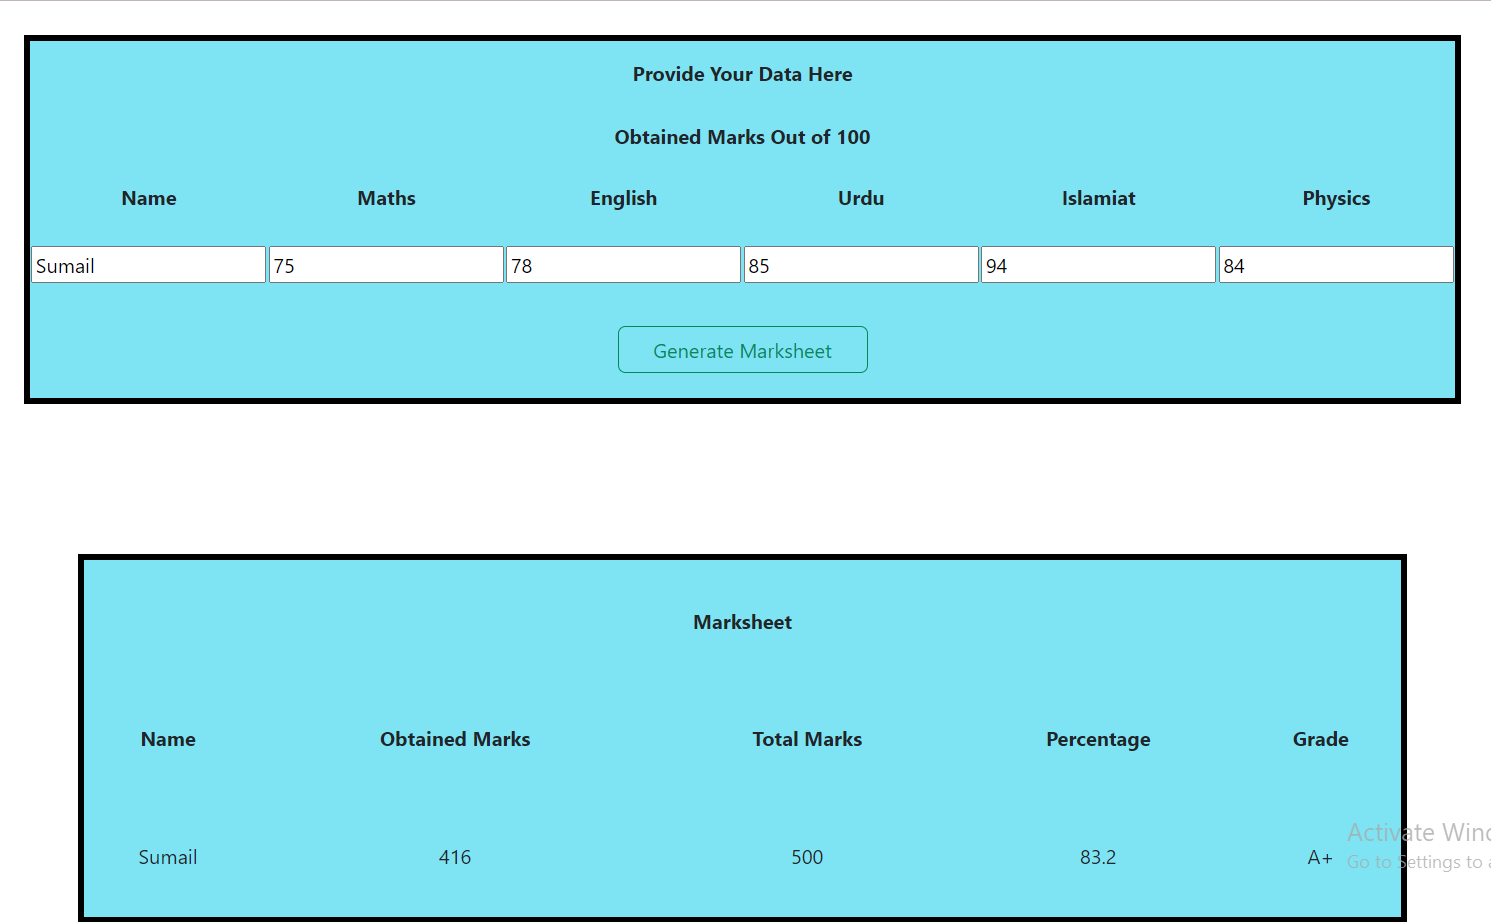 Provide Your Data Here
Obtained Marks Out of 100
Name Maths English Urdu Islamiat Physics
Sumail 75 78 85 94 84
Generate Marksheet
Marksheet
Name Obtained Marks Total Marks Percentage Grade
Sumail 416 500 83.2 A+
Activate Wind
Go to Settings to a